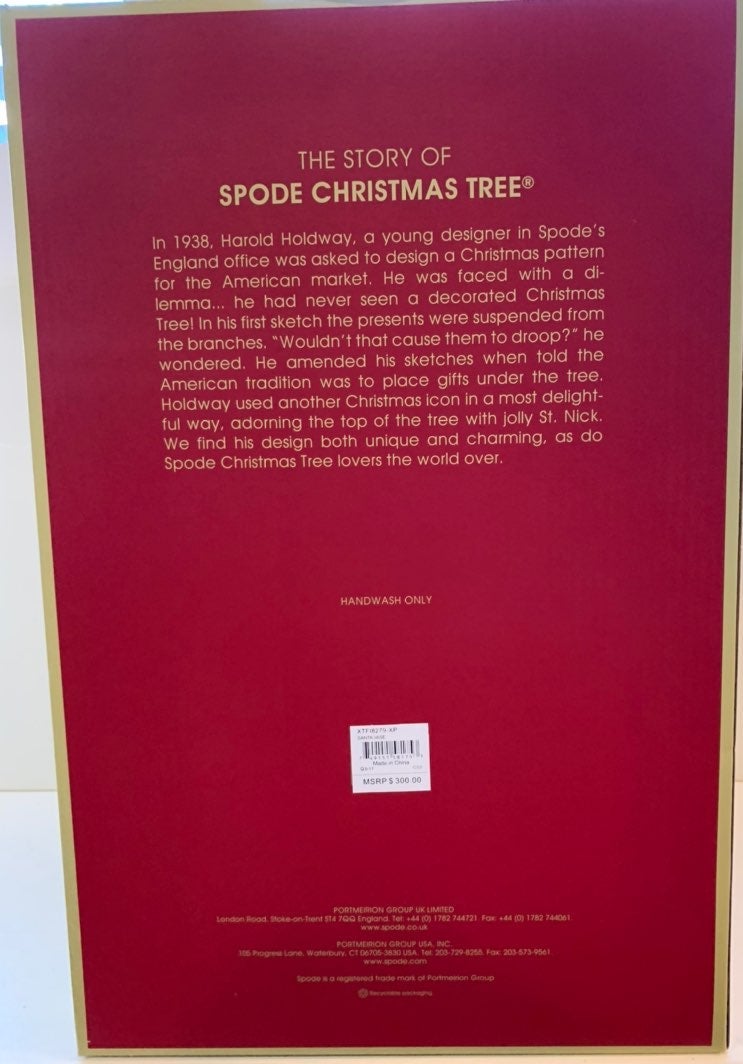 THE STORY OF
SPODE CHRISTMAS TREE®
In 1938, Harold Holdway, a young designer in Spode's
England office was asked to design a Christmas pattern
for the American market. He was faced with a di-
lemma... he had never seen a decorated Christmas
Tree! In his first sketch the presents were suspended from
the branches. "Wouldn't that cause them to droop?" he
wondered. He amended his sketches when told the
American tradition was to place gifts under the tree.
Holdway used another Christmas icon in a most delight-
ful way, adorning the top of the tree with jolly St. Nick.
We find his design both unique and charming, as do
Spode Christmas Tree lovers the world over.
HANDWASH ONLY
XTFI8279-XP
Made in China
MSRP $ 300.00
PORTMEIRION GROUP UK LIMITED
London Road, Stoke-on-Trent ST4 7QQ England. Tel: +44 (0) 1782 744721 Fax: +44 (0) 1782 744061
www.spode.co.uk
PORTMEIRION GROUP USA, INC.
105 Progress Lane, Waterbury, CT 06705-3830 USA. Tel: 203-729-8255. Fax: 203-573-9561
www.spode.com
Spode is a registered trade mark of Portmeirion Group
Recyclable packaging